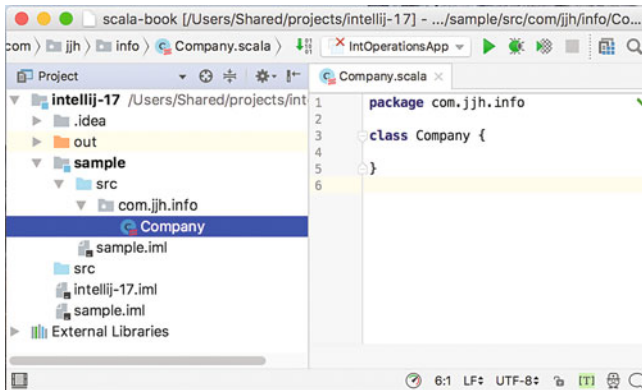 scala-book [/Users/Shared/projects/intellij-17] - .../sample/src/com/jjh/info/Co...
com jjh info Company.scala IntOperationsApp
Project
Company.scala
intellij-17 /Users/Shared/projects/int
.idea
out
sample
src
com.jjh.info
Company
sample.iml
src
intellij-17.iml
sample.iml
External Libraries
1 package com.jjh.info
2
3 class Company {
4
5 }
6
6:1 LF UTF-8 [T]